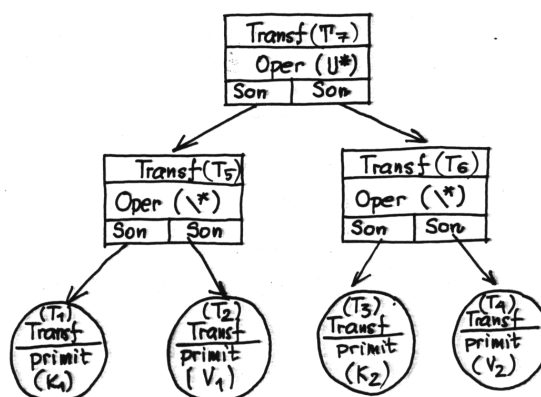 Transf(T7)
Oper (U*)
Son Son
Transf(T5)
Oper (\*)
Son Son
Transf(T6)
Oper (\*)
Son Son
(T1)
Transf
primit
(K1)
(T2)
Transf
primit
(V1)
(T3)
Transf
primit
(K2)
(T4)
Transf
primit
(V2)